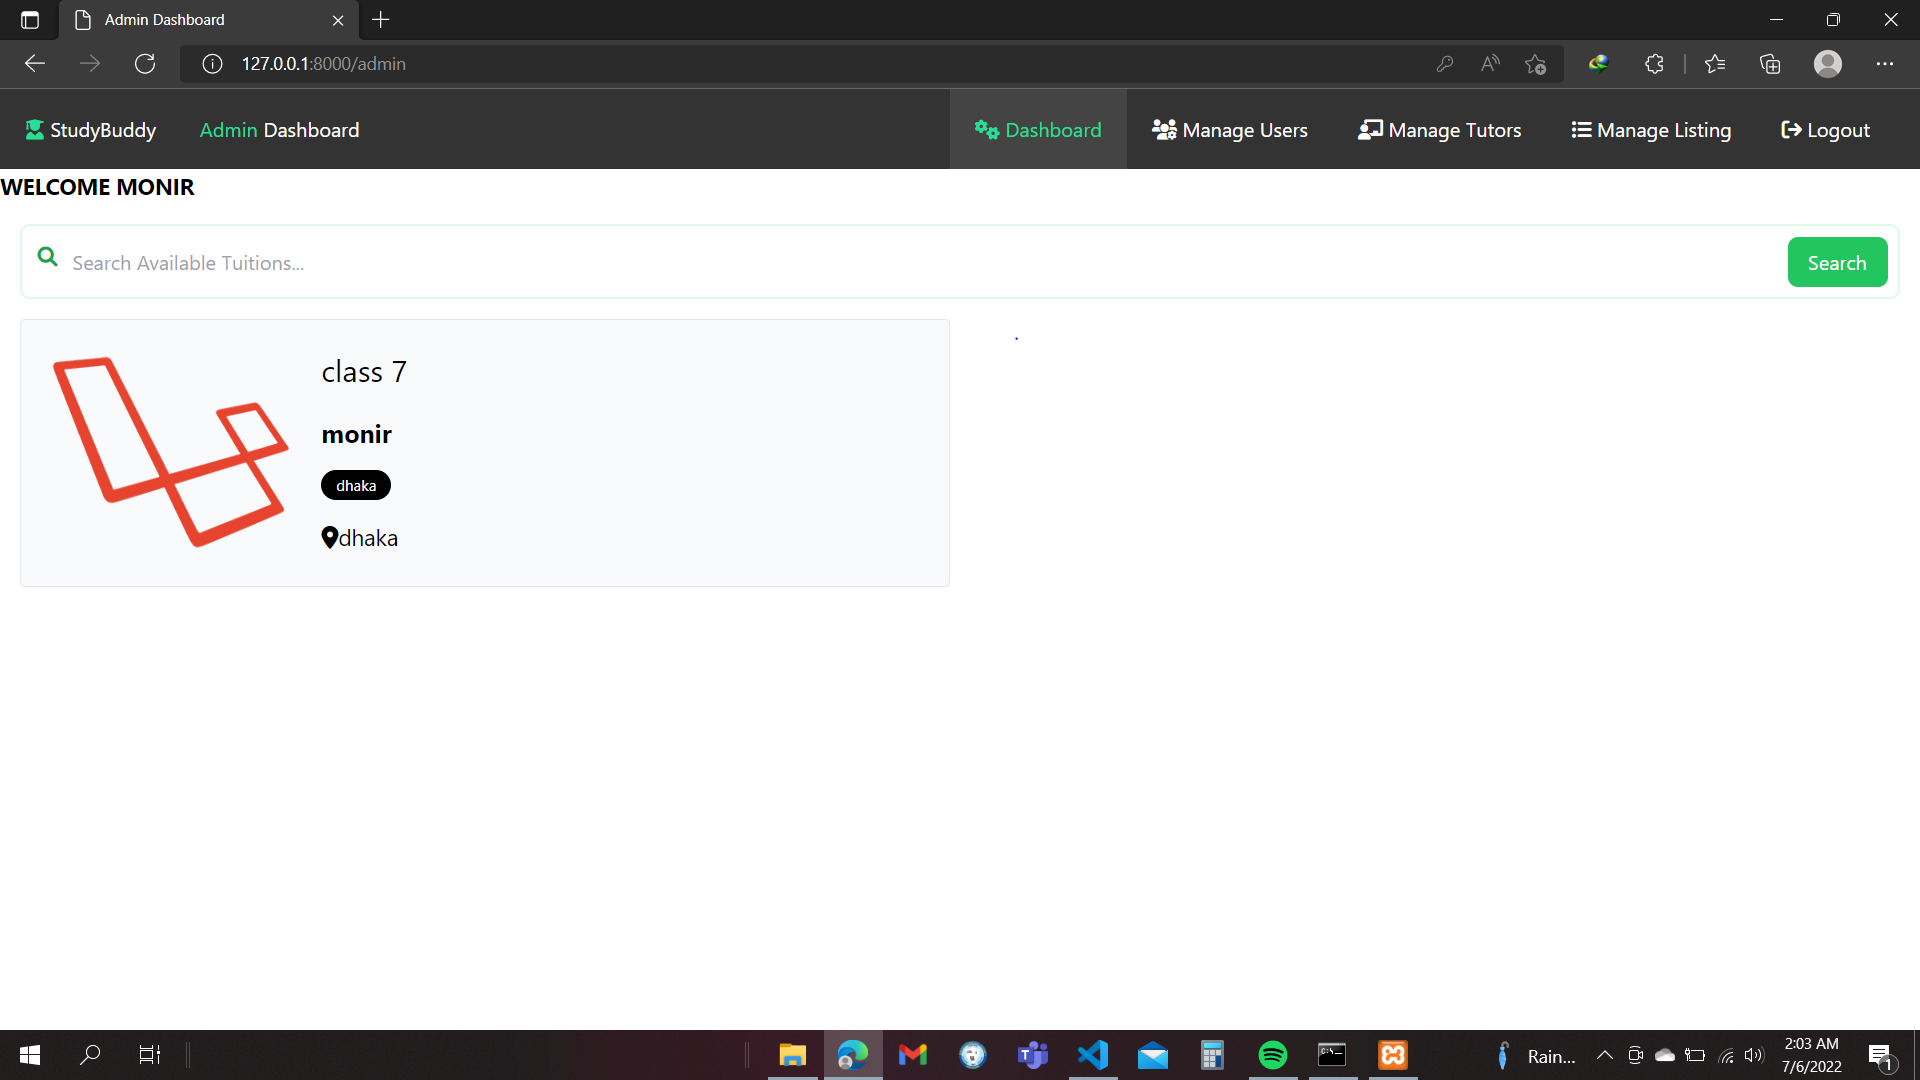 Admin Dashboard
127.0.0.1:8000/admin
StudyBuddy
Admin Dashboard
Dashboard
Manage Users
Manage Tutors
Manage Listing
Logout
WELCOME MONIR
Search Available Tuitions...
Search
class 7
monir
dhaka
dhaka
Rain...
2:03 AM
7/6/2022
1